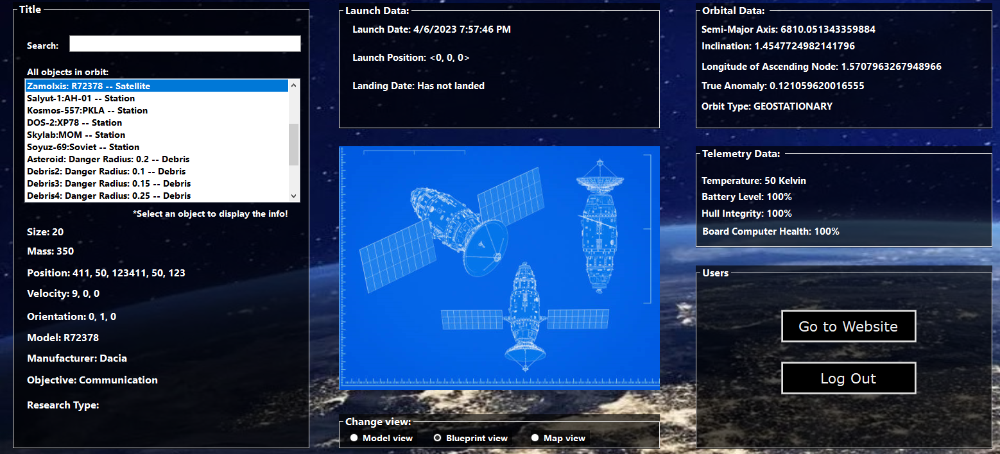 Title
Search:
All objects in orbit:
Zamolxis: R72378 -- Satellite
Salyut-1:AH-01 -- Station
Kosmos-557:PKLA -- Station
DOS-2:XP78 -- Station
Skylab:MOM -- Station
Soyuz-69:Soviet -- Station
Asteroid: Danger Radius: 0.2 -- Debris
Debris2: Danger Radius: 0.1 -- Debris
Debris3: Danger Radius: 0.15 -- Debris
Debris4: Danger Radius: 0.25 -- Debris
*Select an object to display the info!
Size: 20
Mass: 350
Position: 411, 50, 123411, 50, 123
Velocity: 9, 0, 0
Orientation: 0, 1, 0
Model: R72378
Manufacturer: Dacia
Objective: Communication
Research Type:
Launch Data:
Launch Date: 4/6/2023 7:57:46 PM
Launch Position: <0, 0, 0>
Landing Date: Has not landed
Change view:
Model view
Blueprint view
Map view
Orbital Data:
Semi-Major Axis: 6810.051343359884
Inclination: 1.4547724982141796
Longitude of Ascending Node: 1.5707963267948966
True Anomaly: 0.121059620016555
Orbit Type: GEOSTATIONARY
Telemetry Data:
Temperature: 50 Kelvin
Battery Level: 100%
Hull Integrity: 100%
Board Computer Health: 100%
Users
Go to Website
Log Out